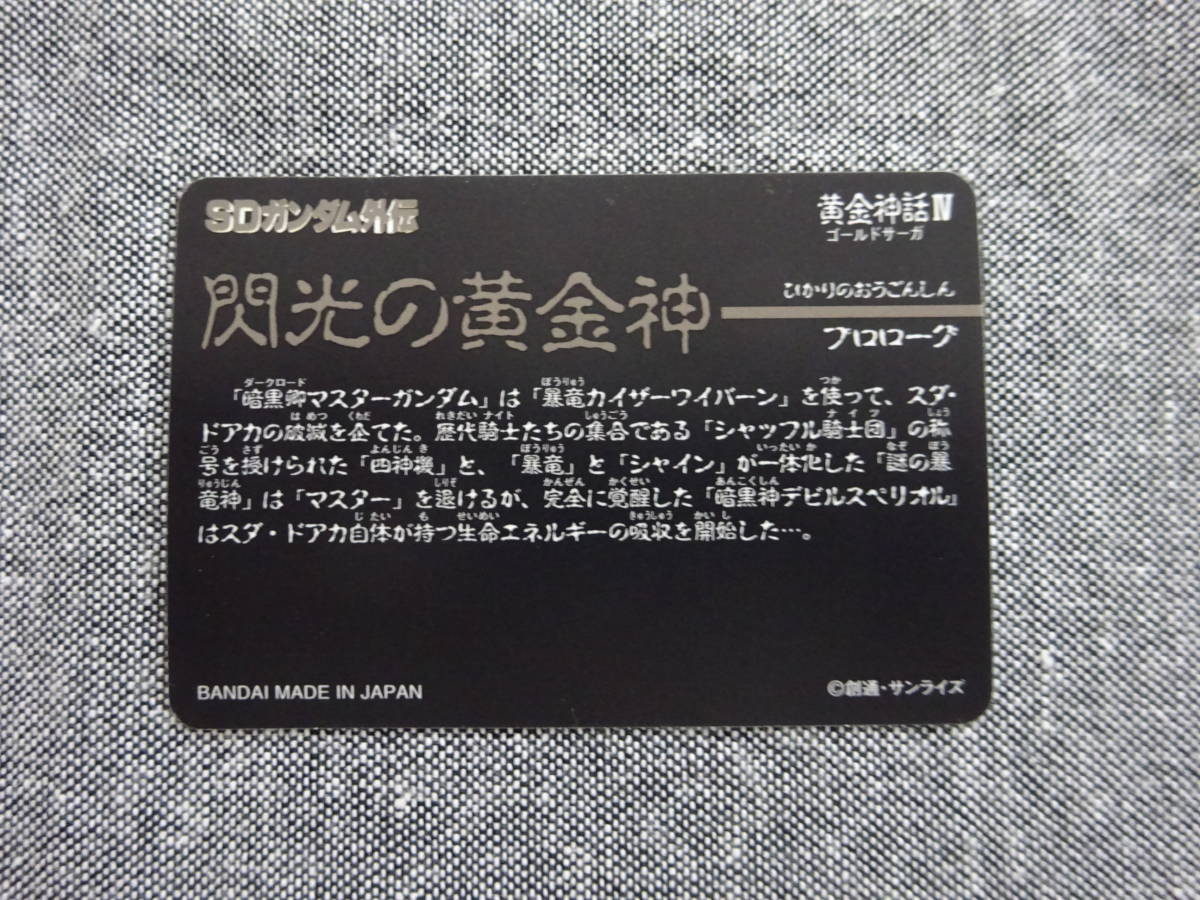 SDガンダム外伝
黄金神話Ⅳ
ゴールドサーガ
閃光の黄金神
ひかりのおうごんしん
プロローグ
「暗黒卿マスターガンダム」は「暴竜カイザーワイバーン」を使って、スダ・
ドアカの破滅を企てた。歴代騎士たちの集合である「シャッフル騎士団」の称
号を授けられた「四神機」と、「暴竜」と「シャイン」が一体化した「謎の暴
竜神」は「マスター」を退けるが、完全に覚醒した「暗黒神デビルスペリオル」
はスダ・ドアカ自体が持つ生命エネルギーの吸収を開始した…。
BANDAI MADE IN JAPAN
©創通・サンライズ